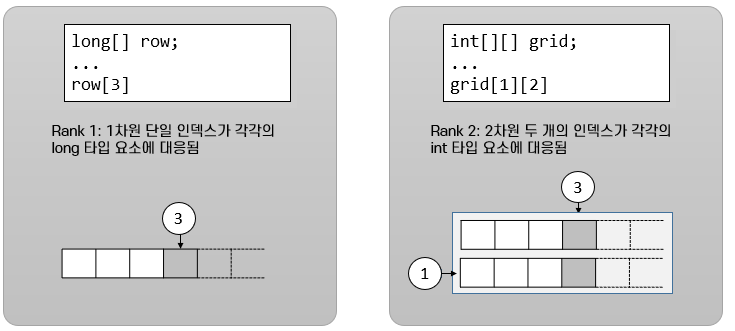 long[] row;
...
row[3]
Rank 1: 1차원 단일 인덱스가 각각의
long 타입 요소에 대응됨
3
int[][] grid;
...
grid[1][2]
Rank 2: 2차원 두 개의 인덱스가 각각의
int 타입 요소에 대응됨
3
1